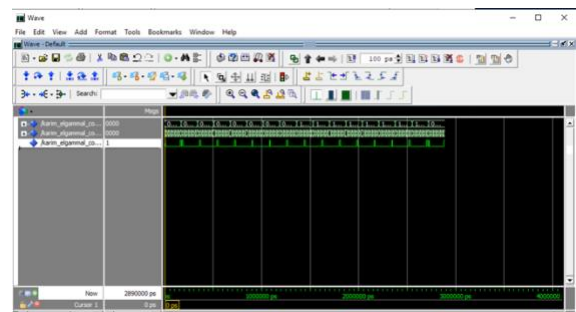 Wave
File Edit View Add Format Tools Bookmarks Window Help
Wave - Default
100 ps
Search:
Msgs
/karim_elgammal_co... 0000
/karim_elgammal_co... 0000
/karim_elgammal_co... 1
Now 2890000 ps ps 1000000 ps 2000000 ps 3000000 ps 4000000
Cursor 1 0 ps 0 ps